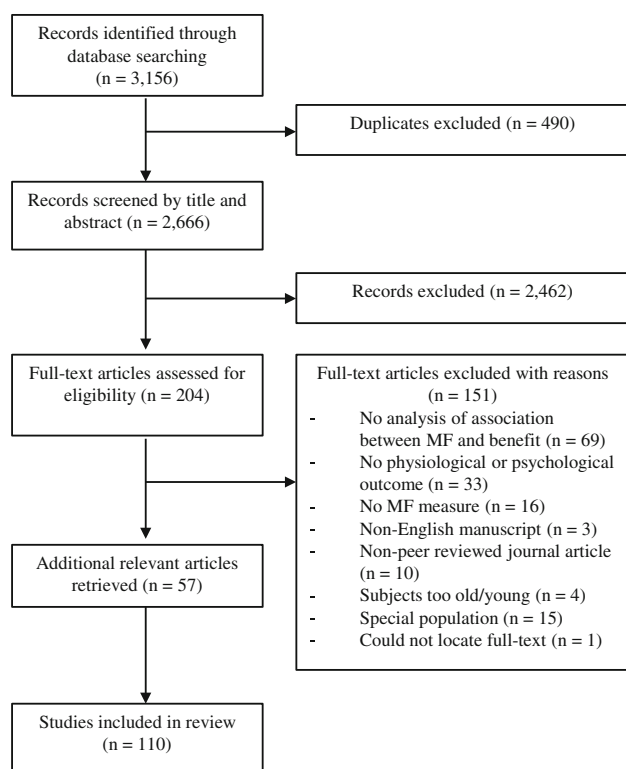 Records identified through
database searching
(n = 3,156)
Duplicates excluded (n = 490)
Records screened by title and
abstract (n = 2,666)
Records excluded (n = 2,462)
Full-text articles assessed for
eligibility (n = 204)
Full-text articles excluded with reasons
(n = 151)
- No analysis of association
between MF and benefit (n = 69)
- No physiological or psychological
outcome (n = 33)
- No MF measure (n = 16)
- Non-English manuscript (n = 3)
- Non-peer reviewed journal article
(n = 10)
- Subjects too old/young (n = 4)
- Special population (n = 15)
- Could not locate full-text (n = 1)
Additional relevant articles
retrieved (n = 57)
Studies included in review
(n = 110)